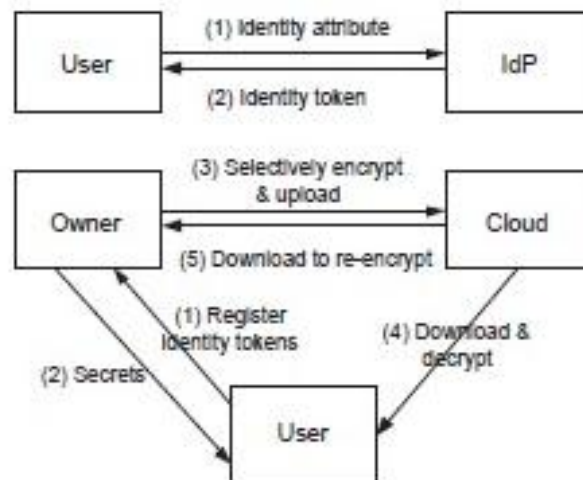 (1) Identity attribute
User
IdP
(2) Identity token
(3) Selectively encrypt
& upload
Owner
Cloud
(5) Download to re-encrypt
(1) Register
identity tokens
(4) Download &
decrypt
(2) Secrets
User